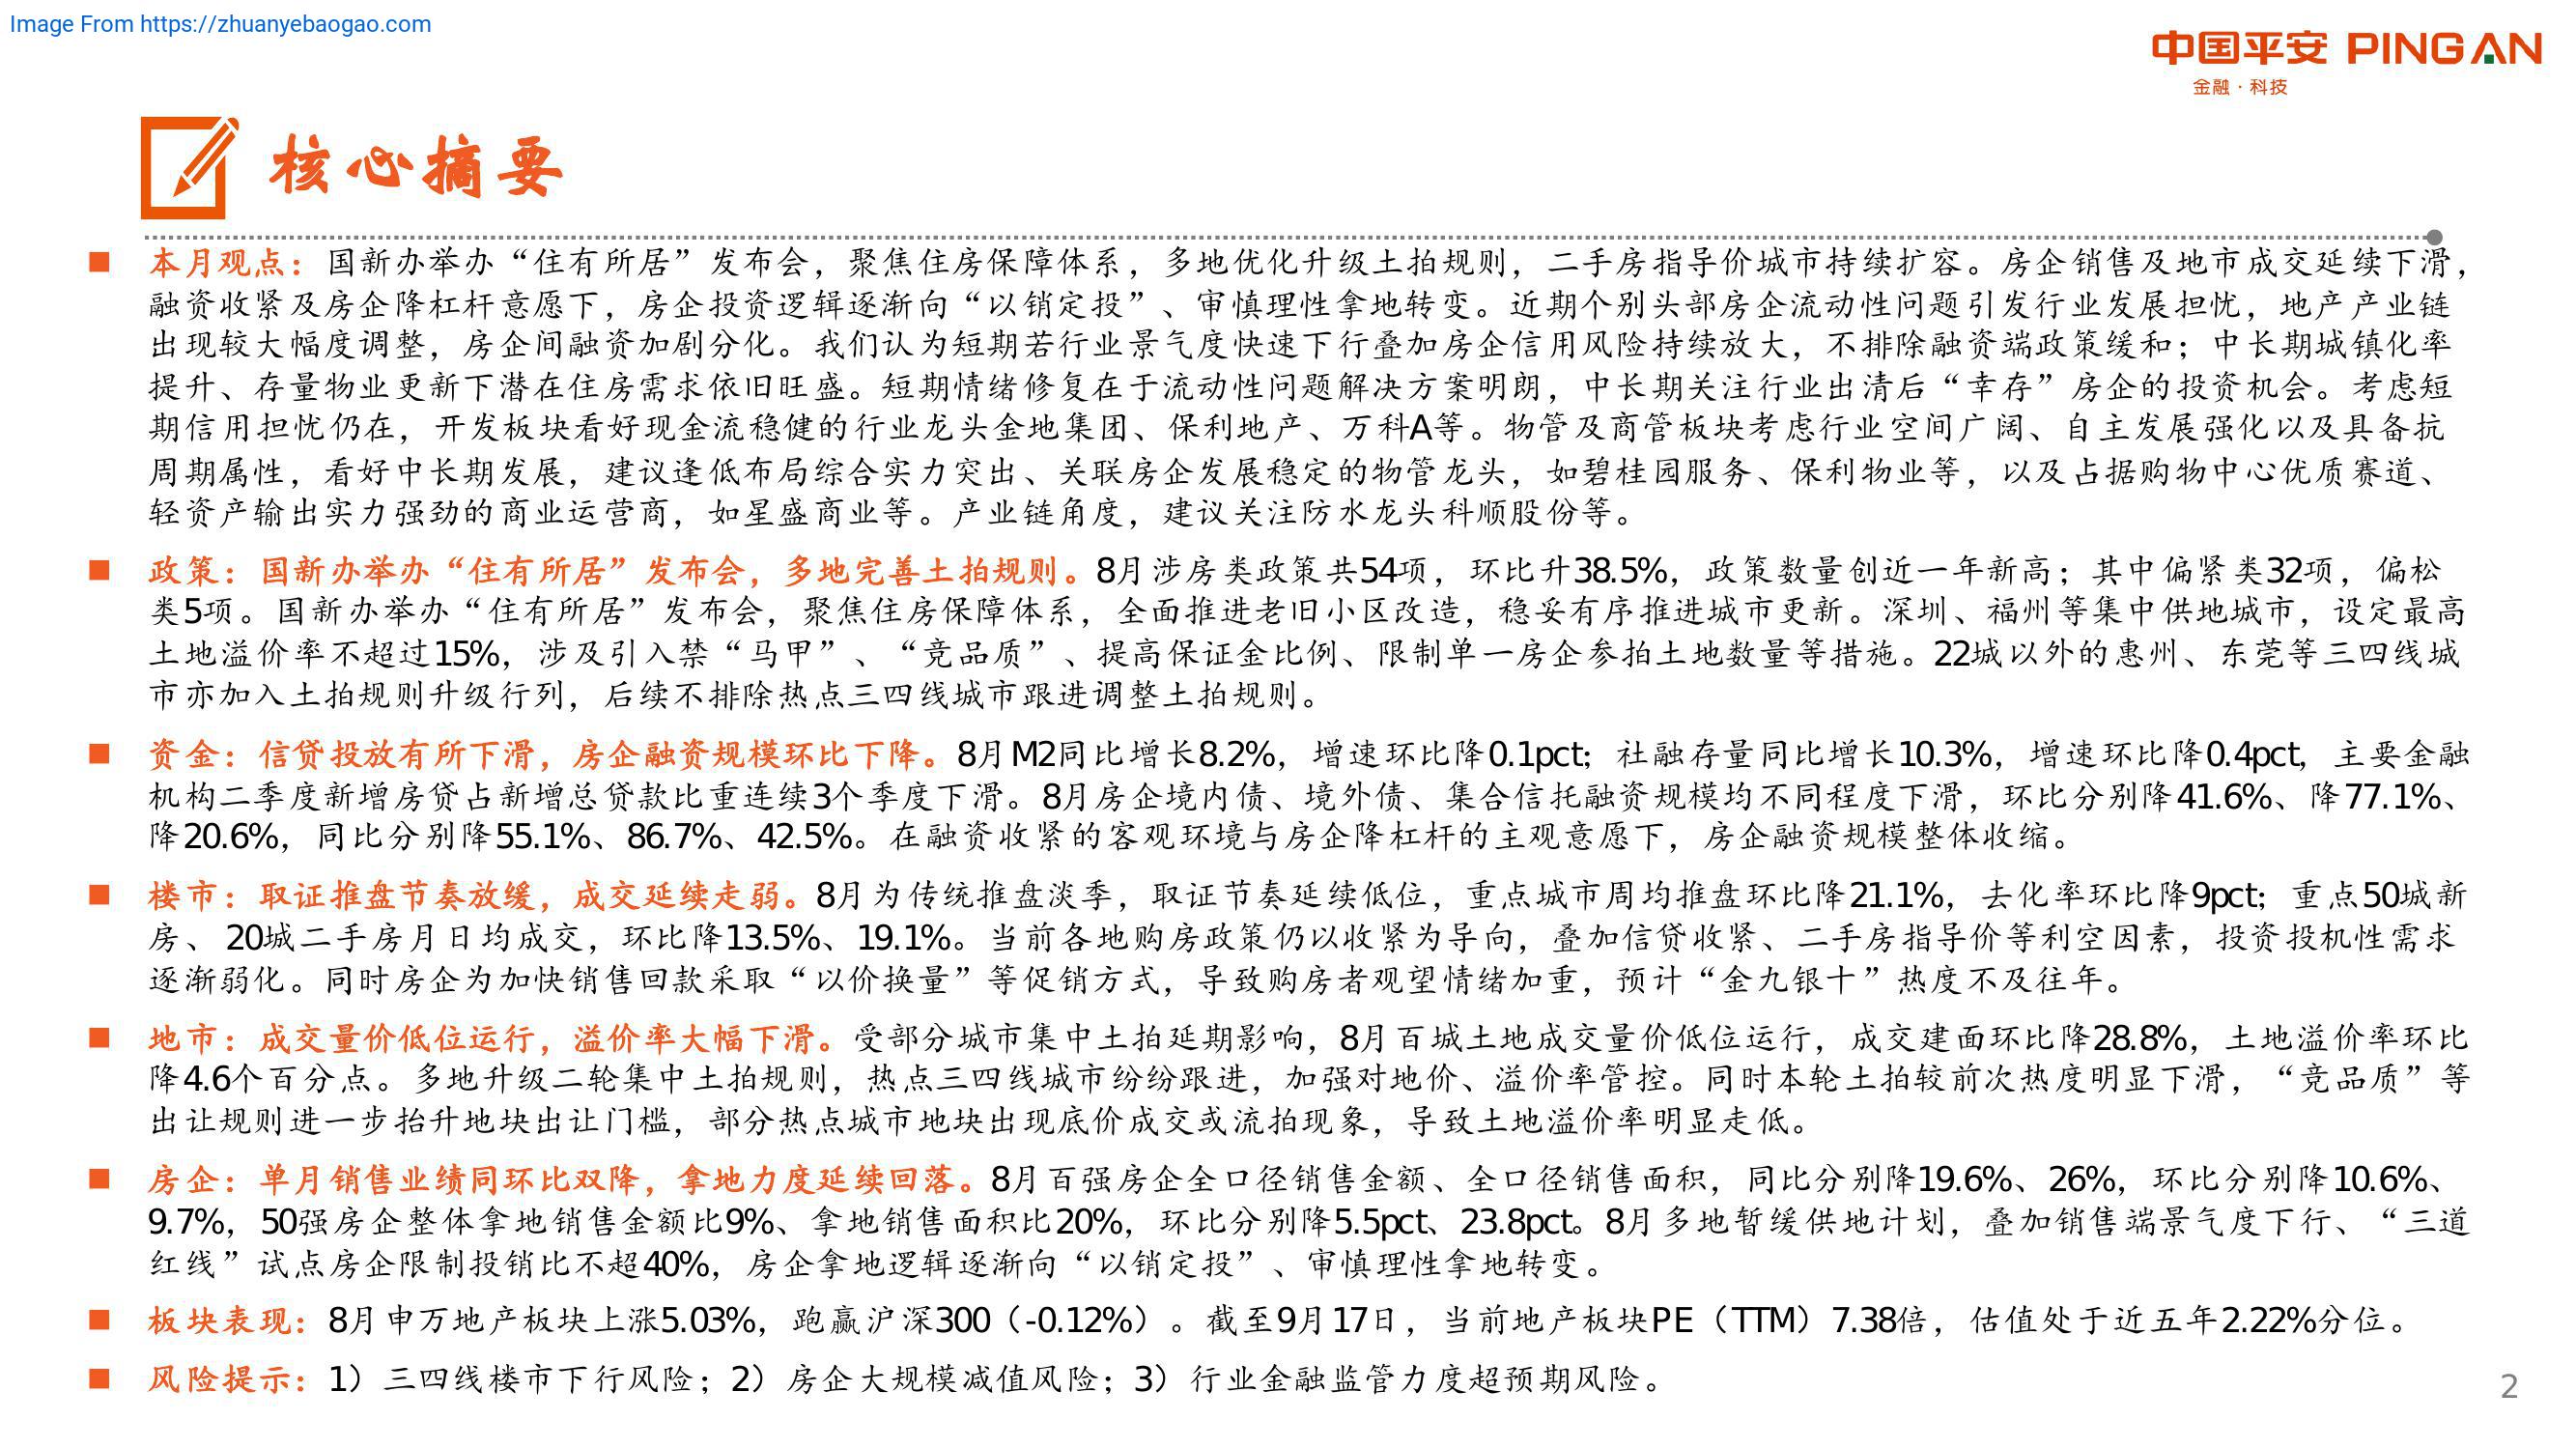 Image From https://zhuanyebaogao.com
中国平安 PINGAN
金融·科技
核心摘要
本月观点：国新办举办“住有所居”发布会，聚焦住房保障体系，多地优化升级土拍规则，二手房指导价城市持续扩容。房企销售及地市成交延续下滑，
融资收紧及房企降杠杆意愿下，房企投资逻辑逐渐向“以销定投”、审慎理性拿地转变。近期个别头部房企流动性问题引发行业发展担忧，地产产业链
出现较大幅度调整，房企间融资加剧分化。我们认为短期若行业景气度快速下行叠加房企信用风险持续放大，不排除融资端政策缓和；中长期城镇化率
提升、存量物业更新下潜在住房需求依旧旺盛。短期情绪修复在于流动性问题解决方案明朗，中长期关注行业出清后“幸存”房企的投资机会。考虑短
期信用担忧仍在，开发板块看好现金流稳健的行业龙头金地集团、保利地产、万科A等。物管及商管板块考虑行业空间广阔、自主发展强化以及具备抗
周期属性，看好中长期发展，建议逢低布局综合实力突出、关联房企发展稳定的物管龙头，如碧桂园服务、保利物业等，以及占据购物中心优质赛道、
轻资产输出实力强劲的商业运营商，如星盛商业等。产业链角度，建议关注防水龙头科顺股份等。
政策：国新办举办“住有所居”发布会，多地完善土拍规则。8月涉房类政策共54项，环比升38.5%，政策数量创近一年新高；其中偏紧类32项，偏松
类5项。国新办举办“住有所居”发布会，聚焦住房保障体系，全面推进老旧小区改造，稳妥有序推进城市更新。深圳、福州等集中供地城市，设定最高
土地溢价率不超过15%，涉及引入禁“马甲”、“竞品质”、提高保证金比例、限制单一房企参拍土地数量等措施。22城以外的惠州、东莞等三四线城
市亦加入土拍规则升级行列，后续不排除热点三四线城市跟进调整土拍规则。
资金：信贷投放有所下滑，房企融资规模环比下降。8月M2同比增长8.2%，增速环比降0.1pct；社融存量同比增长10.3%，增速环比降0.4pct，主要金融
机构二季度新增房贷占新增总贷款比重连续3个季度下滑。8月房企境内债、境外债、集合信托融资规模均不同程度下滑，环比分别降41.6%、降77.1%、
降20.6%，同比分别降55.1%、86.7%、42.5%。在融资收紧的客观环境与房企降杠杆的主观意愿下，房企融资规模整体收缩。
楼市：取证推盘节奏放缓，成交延续走弱。8月为传统推盘淡季，取证节奏延续低位，重点城市周均推盘环比降21.1%，去化率环比降9pct；重点50城新
房、20城二手房月日均成交，环比降13.5%、19.1%。当前各地购房政策仍以收紧为导向，叠加信贷收紧、二手房指导价等利空因素，投资投机性需求
逐渐弱化。同时房企为加快销售回款采取“以价换量”等促销方式，导致购房者观望情绪加重，预计“金九银十”热度不及往年。
地市：成交量价低位运行，溢价率大幅下滑。受部分城市集中土拍延期影响，8月百城土地成交量价低位运行，成交建面环比降28.8%，土地溢价率环比
降4.6个百分点。多地升级二轮集中土拍规则，热点三四线城市纷纷跟进，加强对地价、溢价率管控。同时本轮土拍较前次热度明显下滑，“竞品质”等
出让规则进一步抬升地块出让门槛，部分热点城市地块出现底价成交或流拍现象，导致土地溢价率明显走低。
房企：单月销售业绩同环比双降，拿地力度延续回落。8月百强房企全口径销售金额、全口径销售面积，同比分别降19.6%、26%，环比分别降10.6%、
9.7%，50强房企整体拿地销售金额比9%、拿地销售面积比20%，环比分别降5.5pct、23.8pct。8月多地暂缓供地计划，叠加销售端景气度下行、“三道
红线”试点房企限制投销比不超40%，房企拿地逻辑逐渐向“以销定投”、审慎理性拿地转变。
板块表现：8月申万地产板块上涨5.03%，跑赢沪深300（-0.12%）。截至9月17日，当前地产板块PE（TTM）7.38倍，估值处于近五年2.22%分位。
风险提示：1）三四线楼市下行风险；2）房企大规模减值风险；3）行业金融监管力度超预期风险。
2